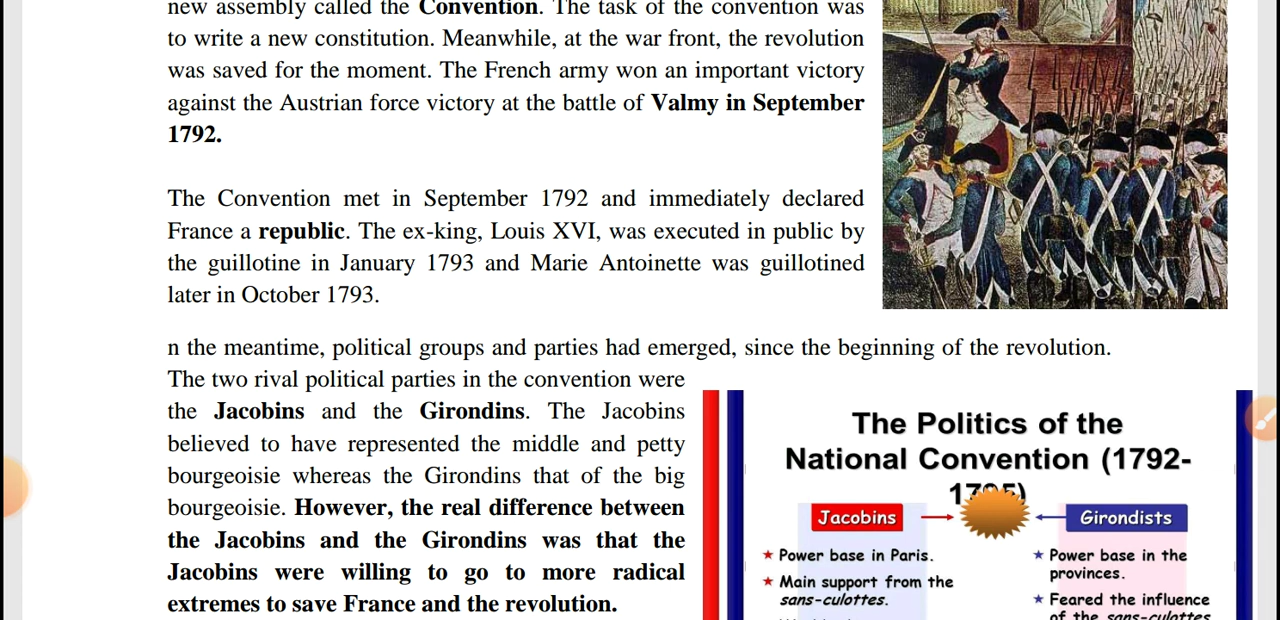 new assembly called the Convention. The task of the convention was
to write a new constitution. Meanwhile, at the war front, the revolution
was saved for the moment. The French army won an important victory
against the Austrian force victory at the battle of Valmy in September
1792.
The Convention met in September 1792 and immediately declared
France a republic. The ex-king, Louis XVI, was executed in public by
the guillotine in January 1793 and Marie Antoinette was guillotined
later in October 1793.
n the meantime, political groups and parties had emerged, since the beginning of the revolution.
The two rival political parties in the convention were
the Jacobins and the Girondins. The Jacobins
believed to have represented the middle and petty
bourgeoisie whereas the Girondins that of the big
bourgeoisie. However, the real difference between
the Jacobins and the Girondins was that the
Jacobins were willing to go to more radical
extremes to save France and the revolution.
The Politics of the
National Convention (1792-
1795)
Jacobins
★ Power base in Paris.
★ Main support from the
sans-culottes.
Girondists
★ Power base in the
provinces.
★ Feared the influence
of the sans-culottes